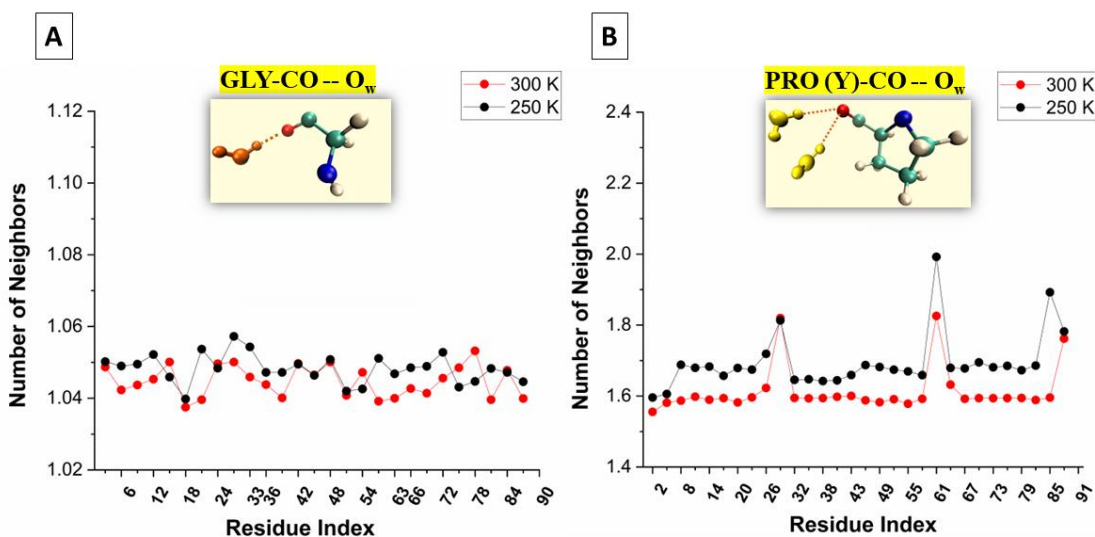 A
GLY-CO -- Ow
300 K
250 K
Number of Neighbors
1.12
1.10
1.08
1.06
1.04
1.02
6 12 18 24 33 36 42 48 54 63 66 72 78 84 90
Residue Index
B
PRO (Y)-CO -- Ow
300 K
250 K
Number of Neighbors
2.4
2.2
2.0
1.8
1.6
1.4
2 8 14 20 26 32 38 43 49 55 61 67 73 79 85 91
Residue Index